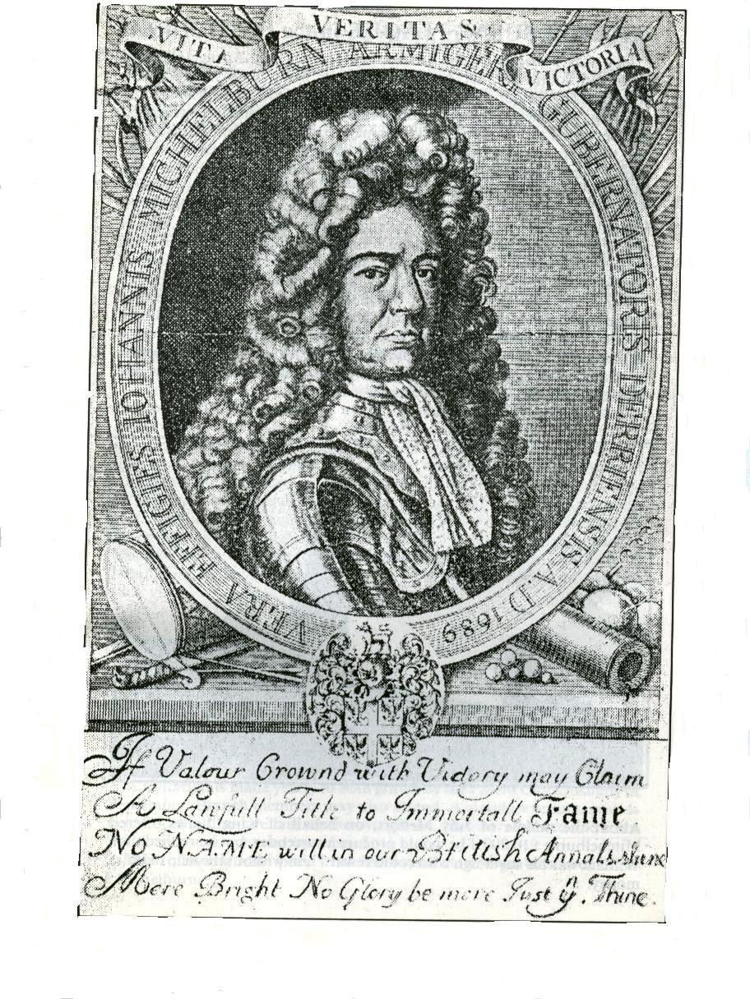 VITA VERITAS VICTORIA
VERA EFFIGIES IOHANNIS MICHELBURN ARMIGERI GUBERNATORIS DERRIENSIS A.D 1689
If Valour Crownd with Victory may Claim
A Lawfull Title to Immortall Fame
No NAME will in our British Annals shine
More Bright No Glory be more Just yn. Thine.